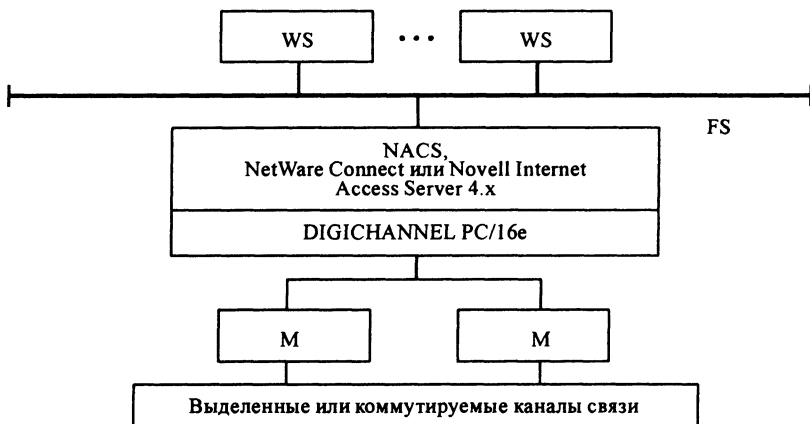 WS ... WS
FS
NACS,
NetWare Connect или Novell Internet
Access Server 4.x
DIGICHANNEL PC/16e
M M
Выделенные или коммутируемые каналы связи